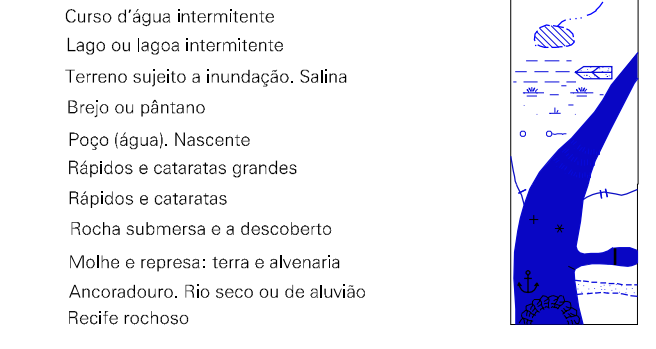 Curso d'água intermitente
Lago ou lagoa intermitente
Terreno sujeito a inundação. Salina
Brejo ou pântano
Poço (água). Nascente
Rápidos e cataratas grandes
Rápidos e cataratas
Rocha submersa e a descoberto
Molhe e represa: terra e alvenaria
Ancoradouro. Rio seco ou de aluvião
Recife rochoso